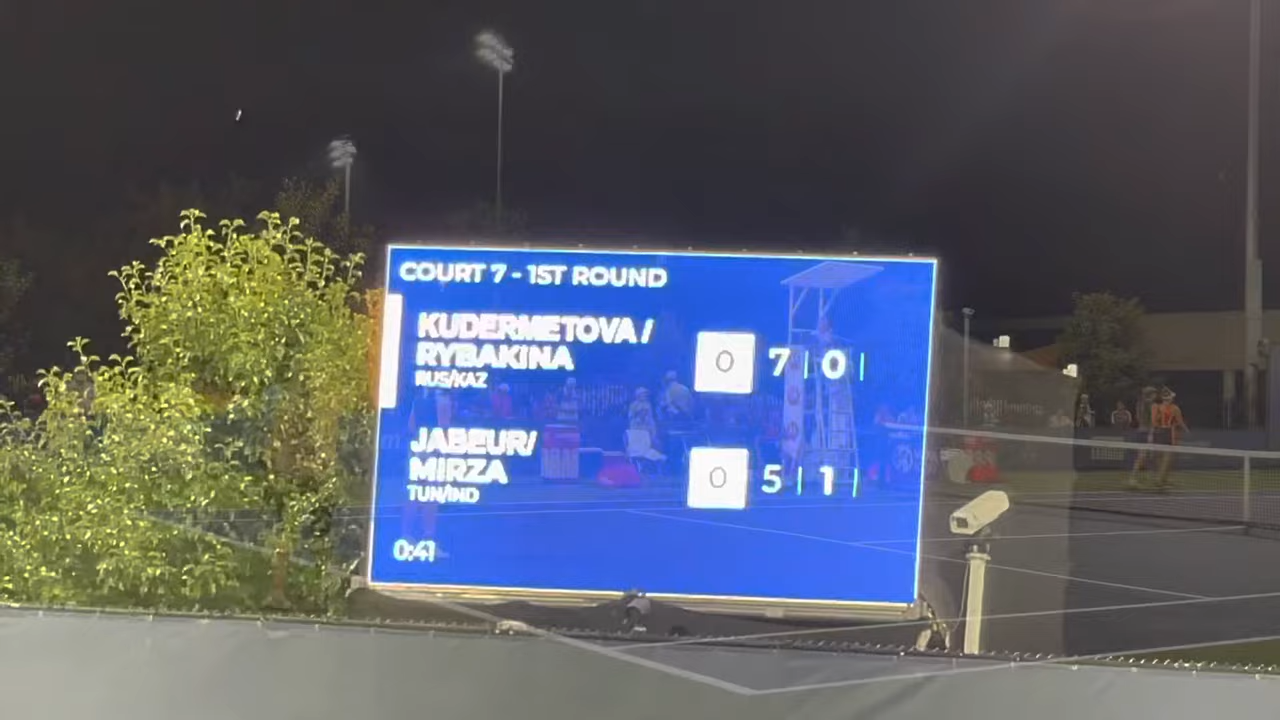 COURT 7 - 1ST ROUND
KUDERMETOVA /
RYBAKINA
RUS/KAZ
0 7 0
JABEUR/
MIRZA
TUN/IND
0 5 1
0:41